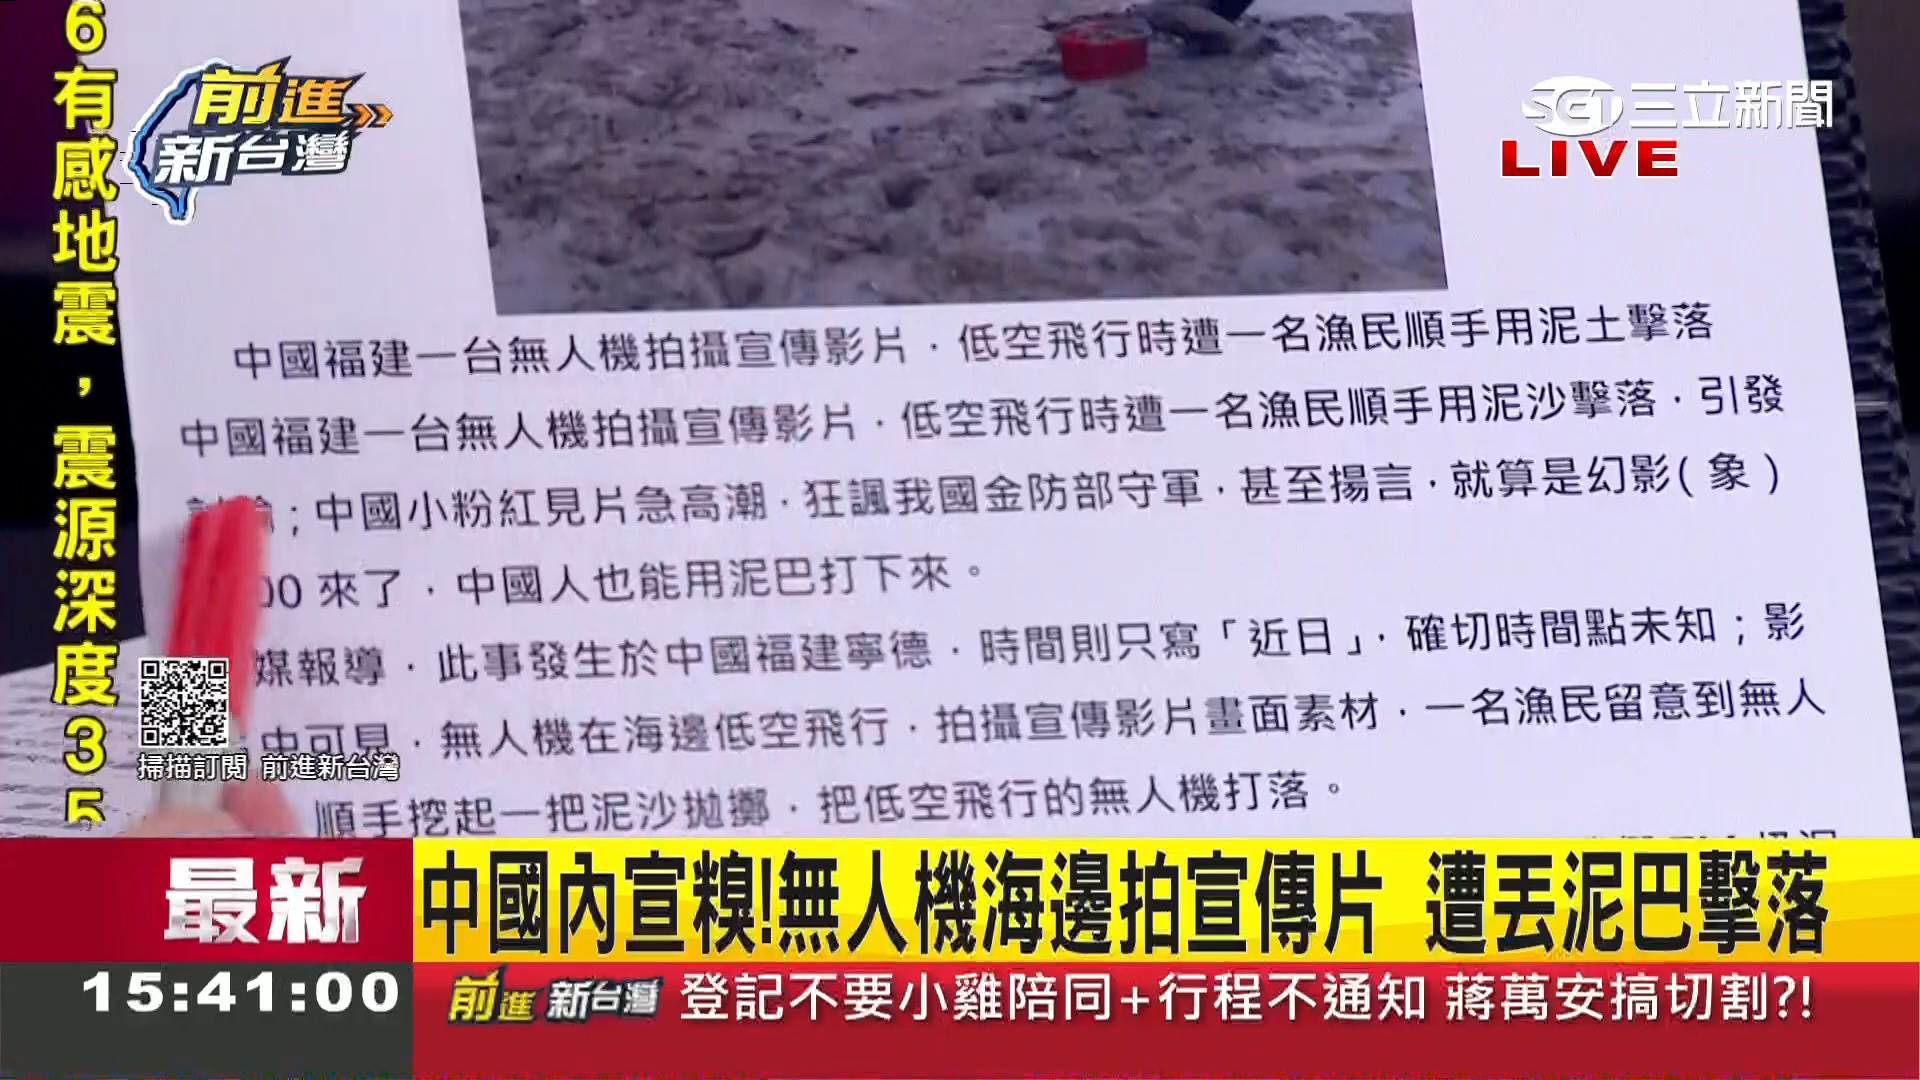 6有感地震，震源深度35
前進
新台灣
SET三立新聞
LIVE
中國福建一台無人機拍攝宣傳影片，低空飛行時遭一名漁民順手用泥土擊落
中國福建一台無人機拍攝宣傳影片，低空飛行時遭一名漁民順手用泥沙擊落，引發
；中國小粉紅見片急高潮，狂諷我國金防部守軍，甚至揚言，就算是幻影(象)
00 來了，中國人也能用泥巴打下來。
媒報導，此事發生於中國福建寧德，時間則只寫「近日」，確切時間點未知；影
中可見，無人機在海邊低空飛行，拍攝宣傳影片畫面素材，一名漁民留意到無人
順手挖起一把泥沙拋擲，把低空飛行的無人機打落。
掃描訂閱 前進新台灣
最新
中國內宣糗!無人機海邊拍宣傳片 遭丟泥巴擊落
15:41:00
前進新台灣 登記不要小雞陪同+行程不通知 蔣萬安搞切割?!